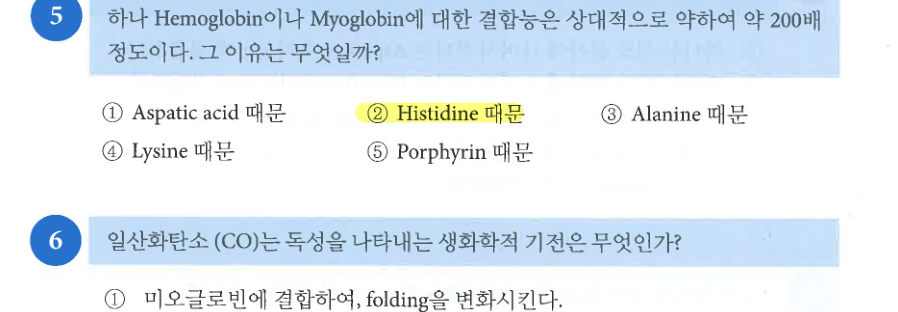 5
하나 Hemoglobin이나 Myoglobin에 대한 결합능은 상대적으로 약하여 약 200배
정도이다. 그 이유는 무엇일까?
① Aspatic acid 때문 ② Histidine 때문 ③ Alanine 때문
④ Lysine 때문 ⑤ Porphyrin 때문
6 일산화탄소 (CO)는 독성을 나타내는 생화학적 기전은 무엇인가?
① 미오글로빈에 결합하여, folding을 변화시킨다.